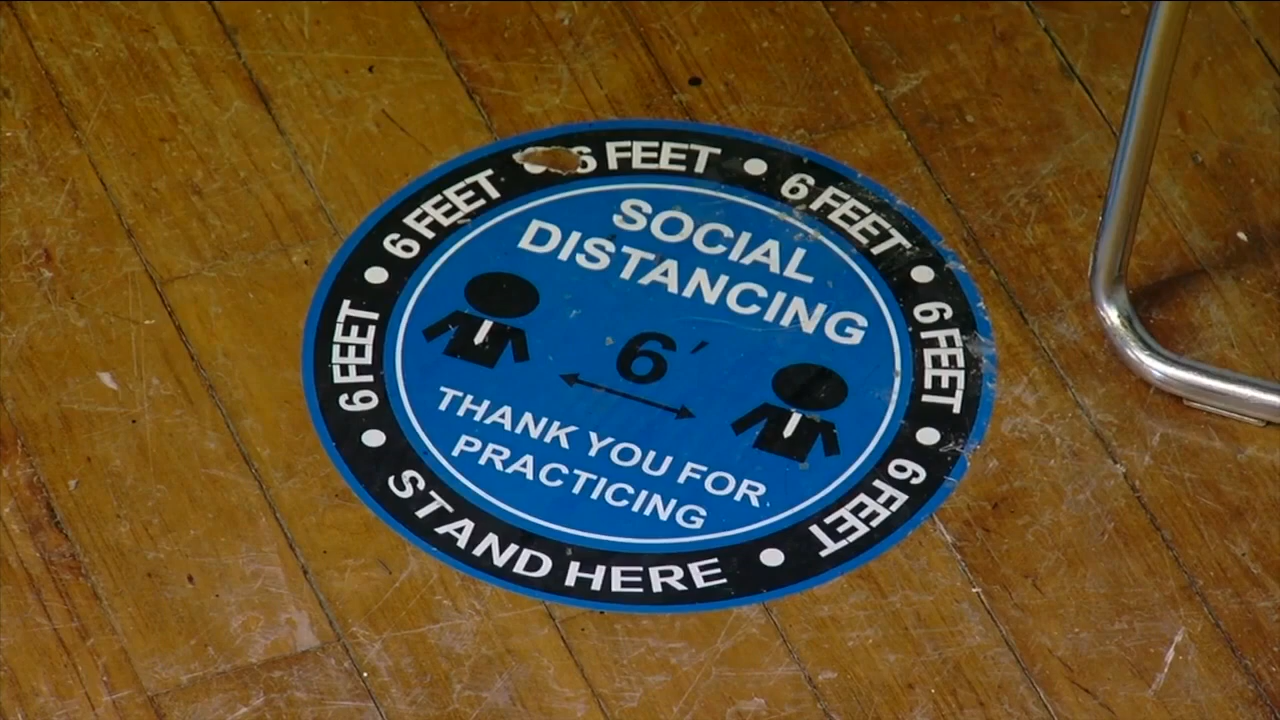 6 FEET • 6 FEET • 6 FEET • 6 FEET • 6 FEET • 6 FEET •
SOCIAL
DISTANCING
6'
THANK YOU FOR
PRACTICING
STAND HERE